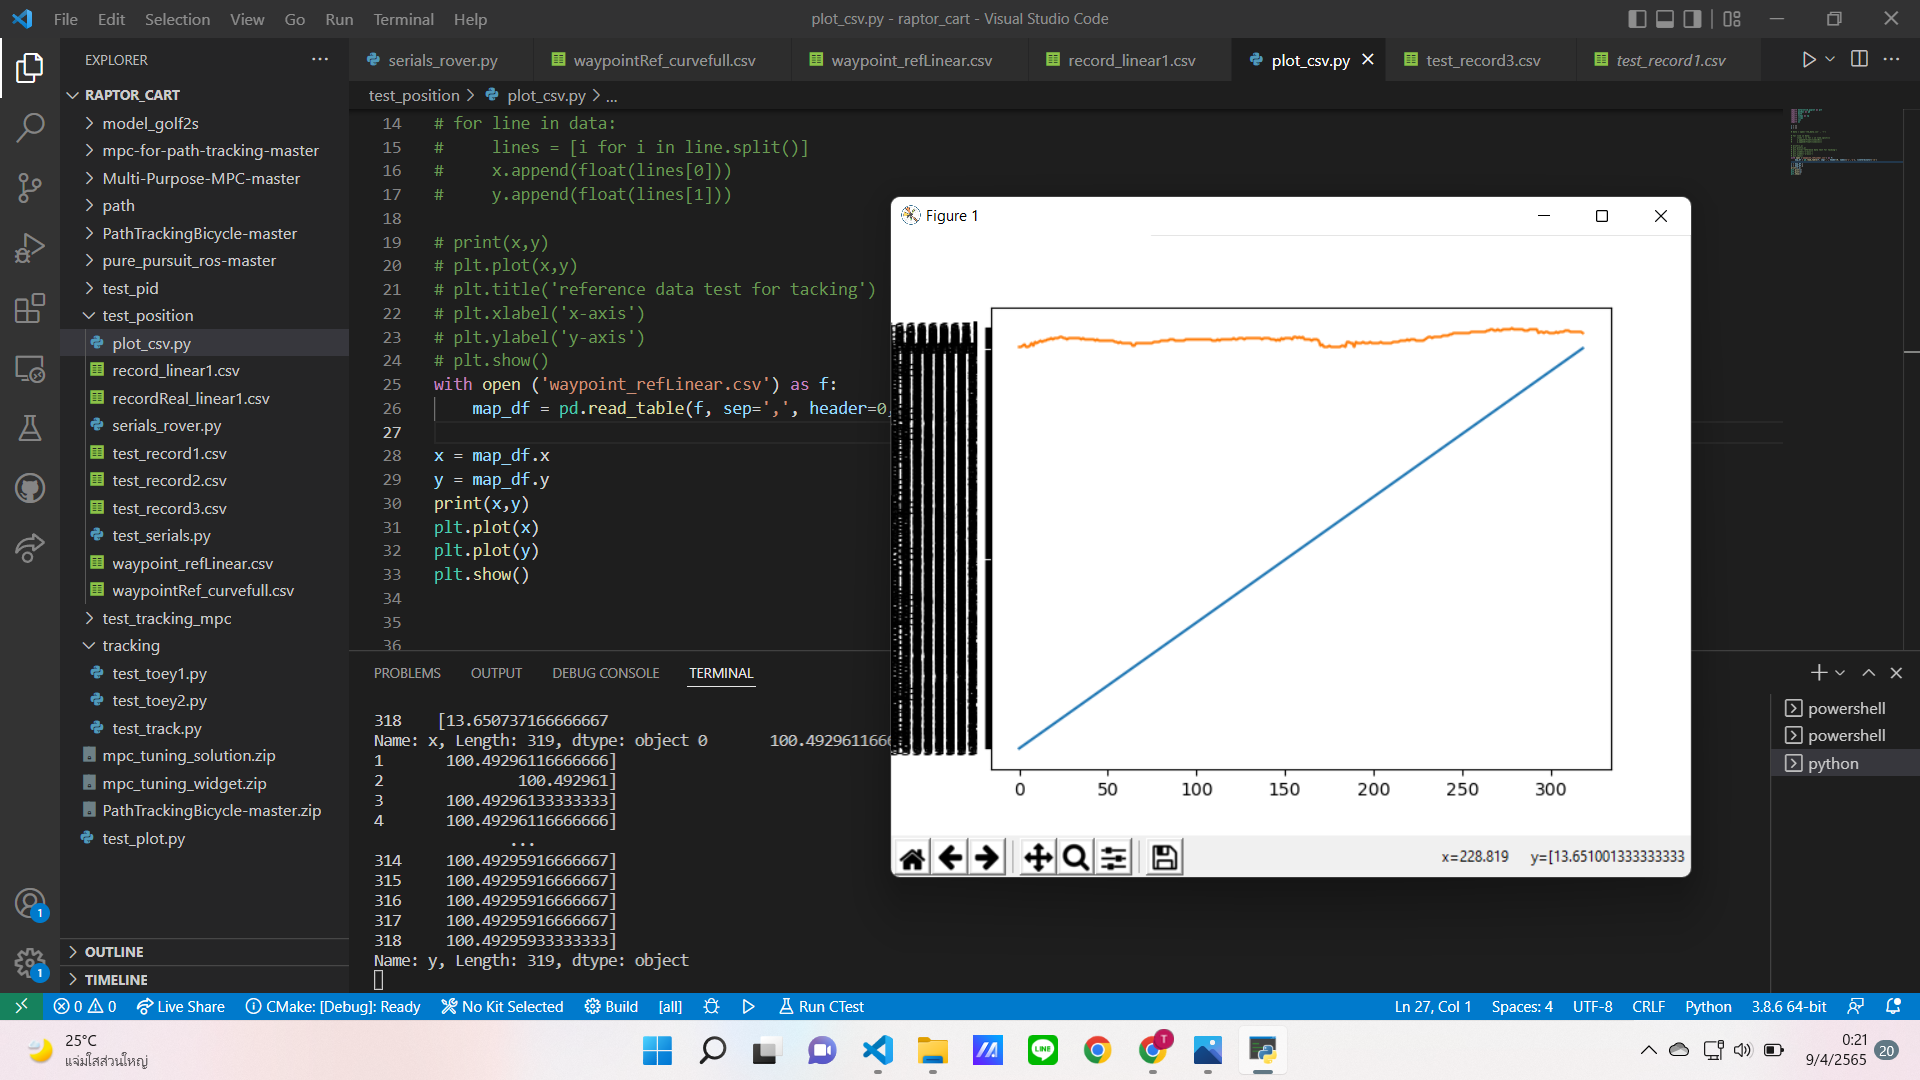 File Edit Selection View Go Run Terminal Help
plot_csv.py - raptor_cart - Visual Studio Code
EXPLORER
serials_rover.py
waypointRef_curvefull.csv
waypoint_refLinear.csv
record_linear1.csv
plot_csv.py
test_record3.csv
test_record1.csv
test_position > plot_csv.py > ...
RAPTOR_CART
model_golf2s
mpc-for-path-tracking-master
Multi-Purpose-MPC-master
path
PathTrackingBicycle-master
pure_pursuit_ros-master
test_pid
test_position
plot_csv.py
record_linear1.csv
recordReal_linear1.csv
serials_rover.py
test_record1.csv
test_record2.csv
test_record3.csv
test_serials.py
waypoint_refLinear.csv
waypointRef_curvefull.csv
test_tracking_mpc
tracking
test_toey1.py
test_toey2.py
test_track.py
mpc_tuning_solution.zip
mpc_tuning_widget.zip
PathTrackingBicycle-master.zip
test_plot.py
OUTLINE
TIMELINE
14 # for line in data:
15 #     lines = [i for i in line.split()]
16 #     x.append(float(lines[0]))
17 #     y.append(float(lines[1]))
18
19 # print(x,y)
20 # plt.plot(x,y)
21 # plt.title('reference data test for tacking')
22 # plt.xlabel('x-axis')
23 # plt.ylabel('y-axis')
24 # plt.show()
25 with open ('waypoint_refLinear.csv') as f:
26     map_df = pd.read_table(f, sep=',', header=0,
27
28 x = map_df.x
29 y = map_df.y
30 print(x,y)
31 plt.plot(x)
32 plt.plot(y)
33 plt.show()
34
35
36
Figure 1
0 50 100 150 200 250 300
x=228.819 y=[13.651001333333333
PROBLEMS OUTPUT DEBUG CONSOLE TERMINAL
318    [13.650737166666667
Name: x, Length: 319, dtype: object 0      100.4929611666
1      100.49296116666666]
2             100.492961]
3      100.49296133333333]
4      100.49296116666666]
...
314    100.49295916666667]
315    100.49295916666667]
316    100.49295916666667]
317    100.49295916666667]
318    100.49295933333333]
Name: y, Length: 319, dtype: object
powershell
powershell
python
1
1
0 0 Live Share CMake: [Debug]: Ready No Kit Selected Build [all] Run CTest
Ln 27, Col 1 Spaces: 4 UTF-8 CRLF Python 3.8.6 64-bit
25°C
แจ่มใสส่วนใหญ่
LINE
T
0:21
9/4/2565
20